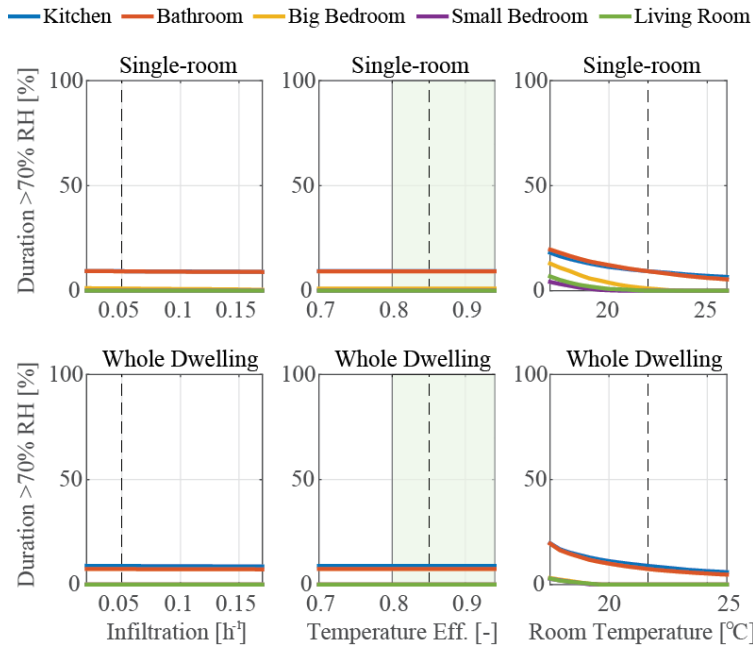 Kitchen Bathroom Big Bedroom Small Bedroom Living Room
Single-room Single-room Single-room
Duration >70% RH [%]
100 100 100
50 50 50
0 0 0
0.05 0.1 0.15 0.7 0.8 0.9 20 25
Whole Dwelling Whole Dwelling Whole Dwelling
Duration >70% RH [%]
100 100 100
50 50 50
0 0 0
0.05 0.1 0.15 0.7 0.8 0.9 20 25
Infiltration [h⁻¹] Temperature Eff. [-] Room Temperature [°C]